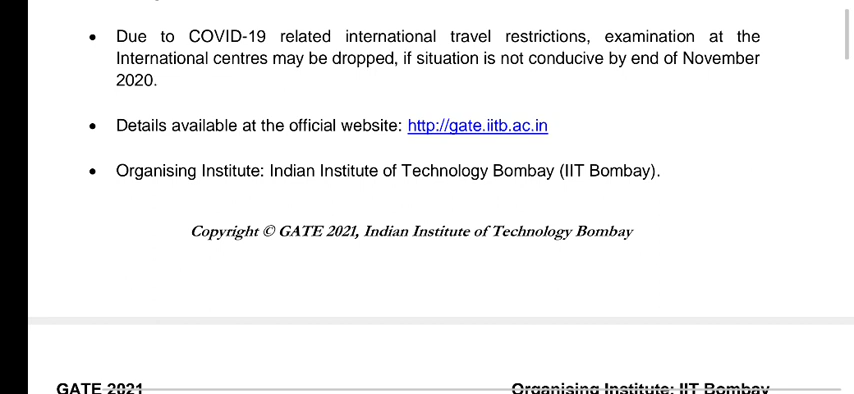 • Due to COVID-19 related international travel restrictions, examination at the
International centres may be dropped, if situation is not conducive by end of November
2020.
• Details available at the official website: http://gate.iitb.ac.in
• Organising Institute: Indian Institute of Technology Bombay (IIT Bombay).
Copyright © GATE 2021, Indian Institute of Technology Bombay
GATE 2021 Organising Institute: IIT Bombay